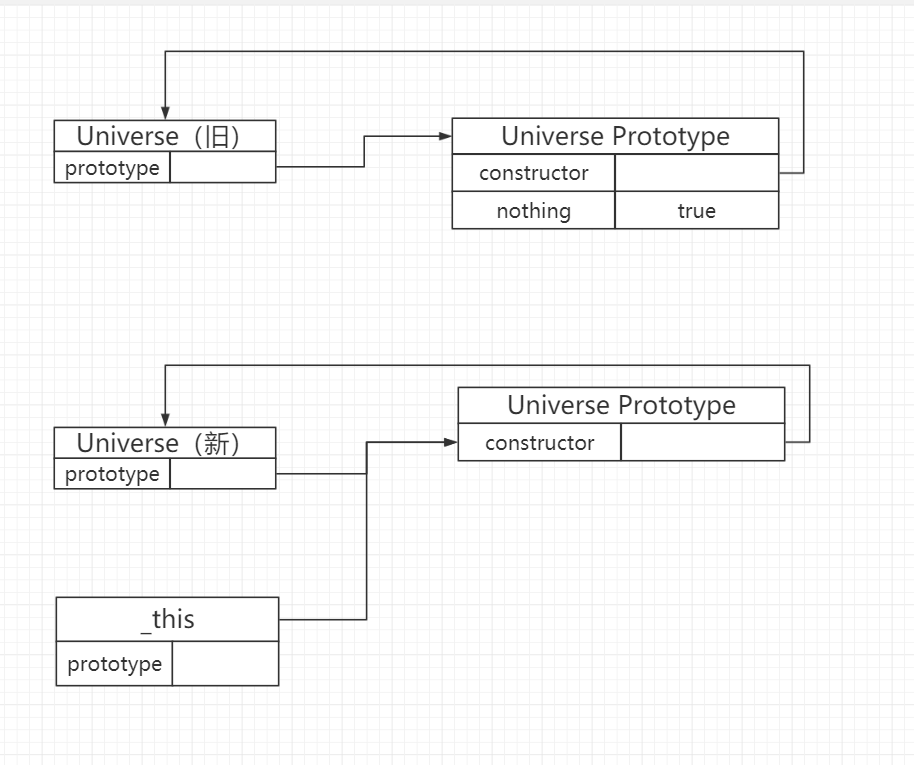 Universe（旧）
prototype
Universe Prototype
constructor
nothing true
Universe（新）
prototype
Universe Prototype
constructor
_this
prototype